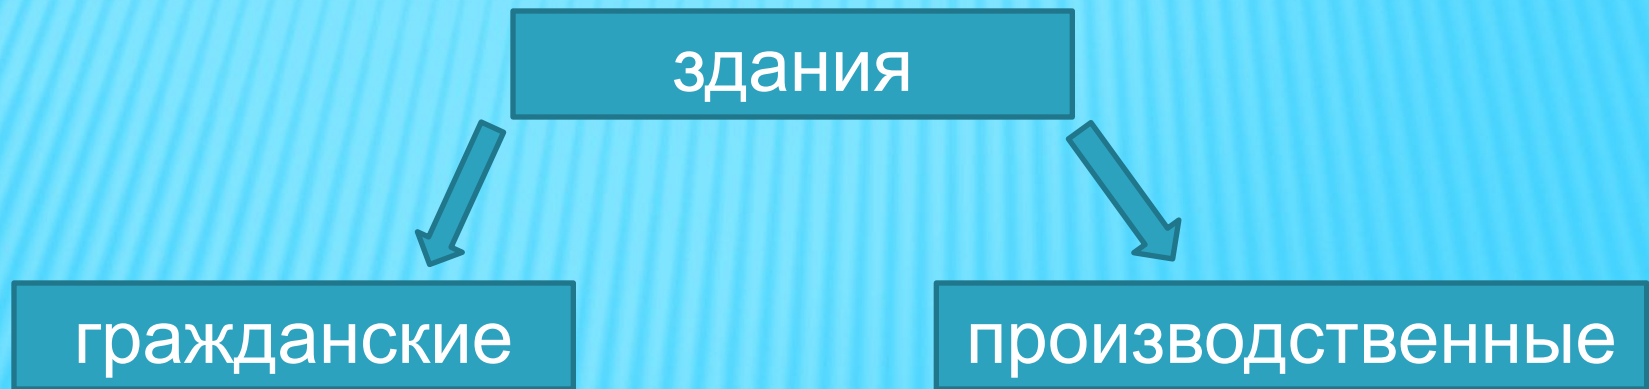 здания
гражданские
производственные